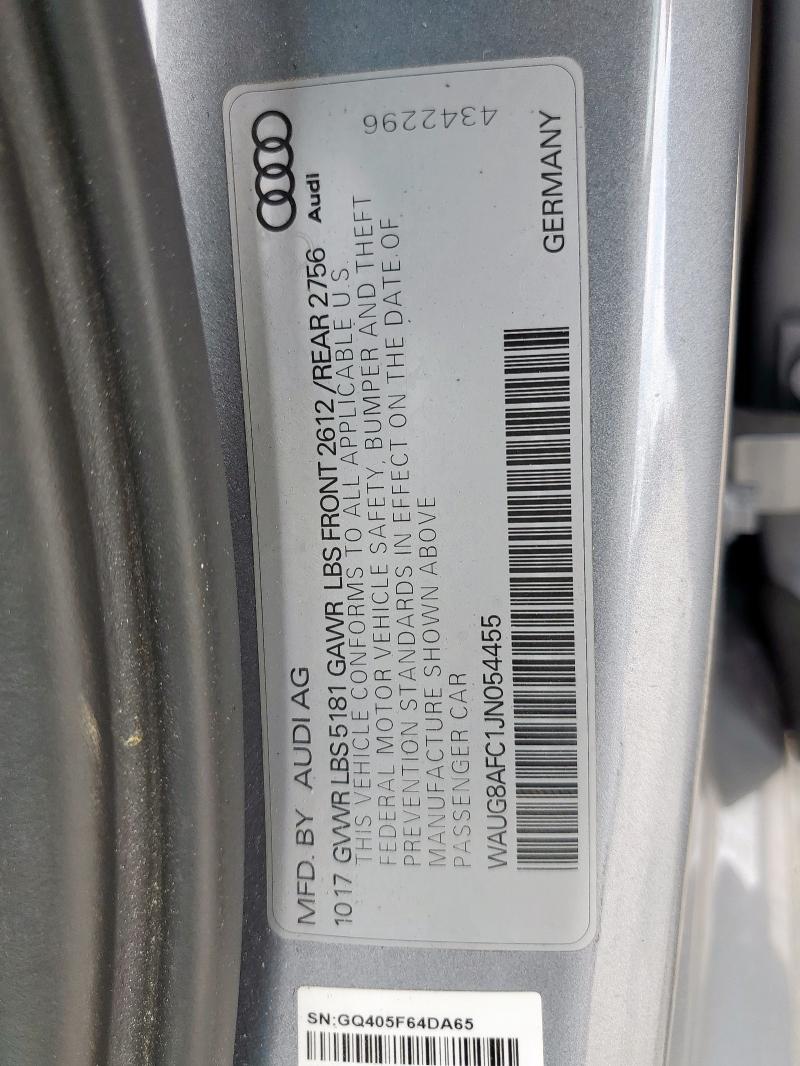 MFD. BY AUDI AG
Audi
10 17 GVWR LBS 5181 GAWR LBS FRONT 2612 /REAR 2756
THIS VEHICLE CONFORMS TO ALL APPLICABLE U.S.
FEDERAL MOTOR VEHICLE SAFETY, BUMPER AND THEFT
PREVENTION STANDARDS IN EFFECT ON THE DATE OF
MANUFACTURE SHOWN ABOVE
PASSENGER CAR
4342296
WAUG8AFC1JN054455
GERMANY
SN:GQ405F64DA65